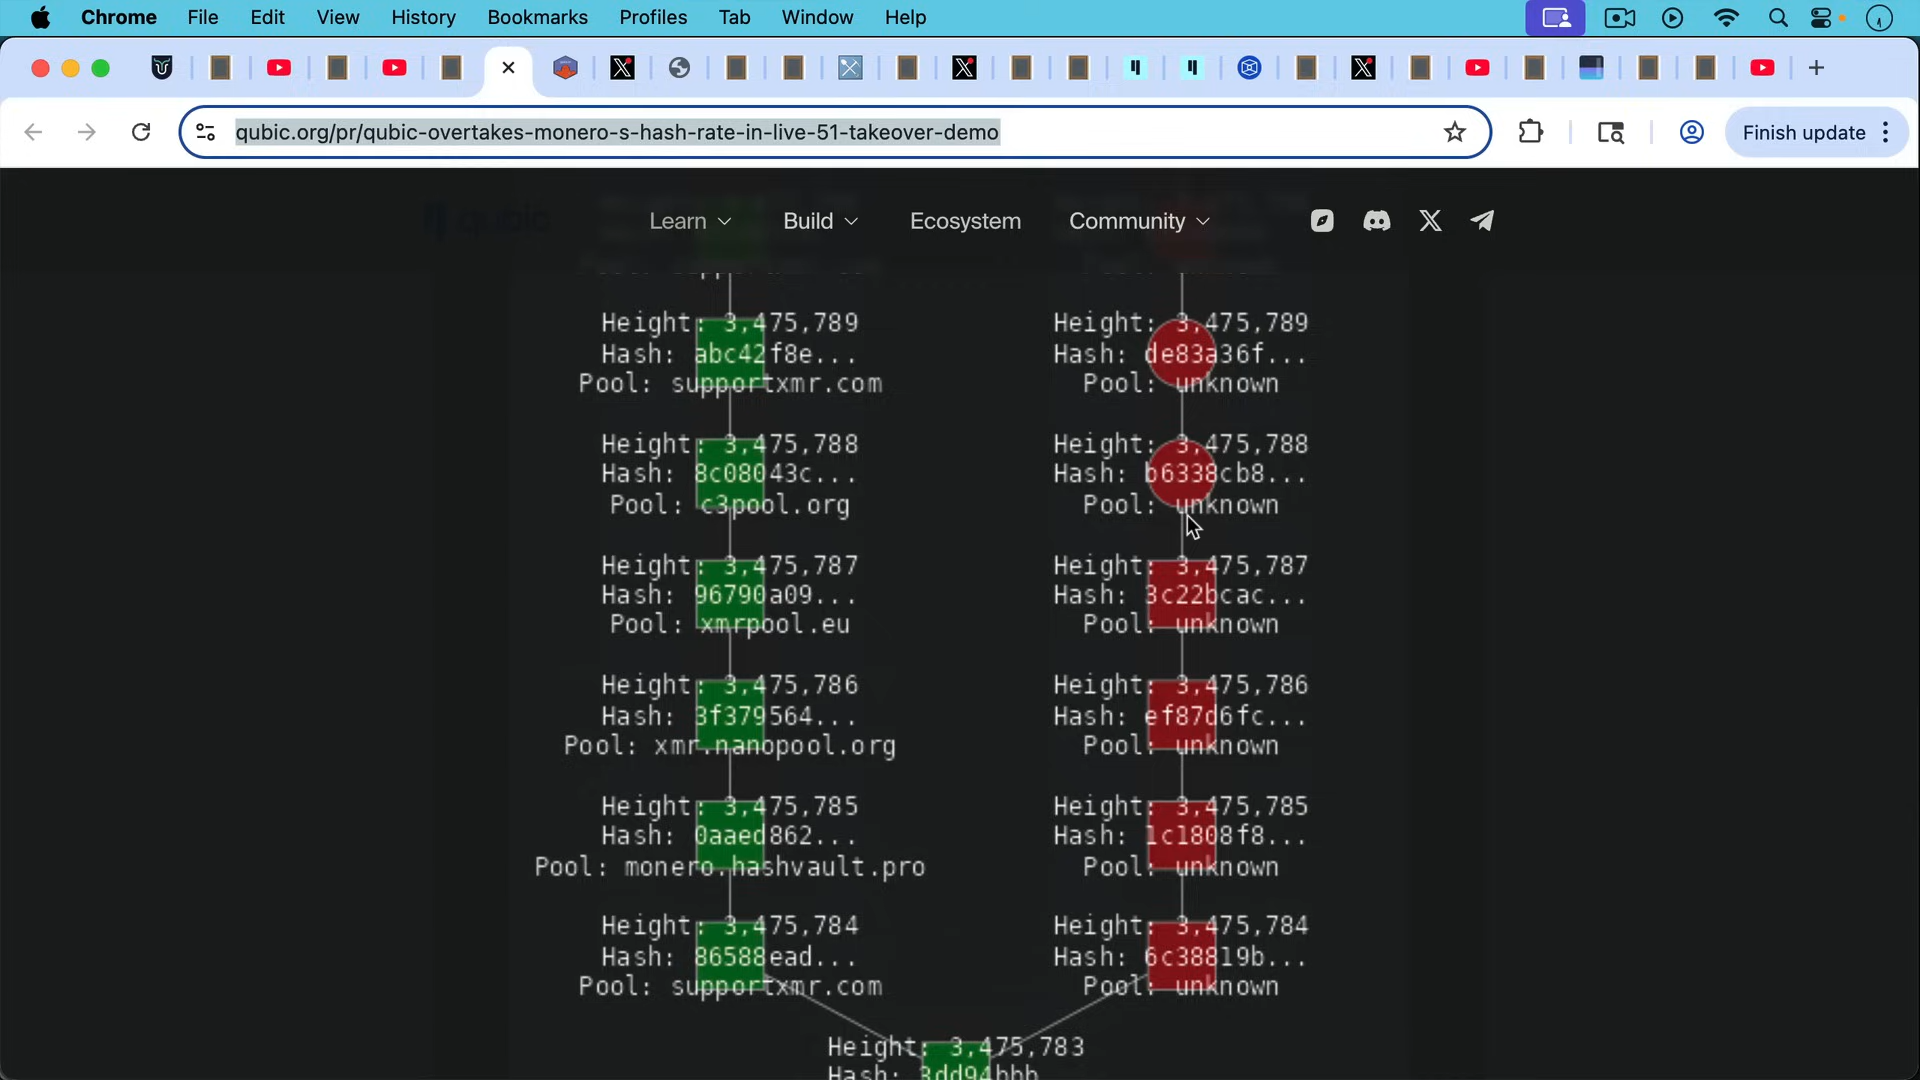 Chrome File Edit View History Bookmarks Profiles Tab Window Help
qubic.org/pr/qubic-overtakes-monero-s-hash-rate-in-live-51-takeover-demo
Finish update
qubic
Learn Build Ecosystem Community
Height: 3,475,789
Hash: abc42f8e...
Pool: supportxmr.com
Height: 3,475,789
Hash: de83a36f...
Pool: unknown
Height: 3,475,788
Hash: 8c08043c...
Pool: c3pool.org
Height: 3,475,788
Hash: b6338cb8...
Pool: unknown
Height: 3,475,787
Hash: 96790a09...
Pool: xmrpool.eu
Height: 3,475,787
Hash: 3c22bcac...
Pool: unknown
Height: 3,475,786
Hash: 3f379564...
Pool: xmr.nanopool.org
Height: 3,475,786
Hash: ef87d6fc...
Pool: unknown
Height: 3,475,785
Hash: 0aaed862...
Pool: monero.hashvault.pro
Height: 3,475,785
Hash: 1c1808f8...
Pool: unknown
Height: 3,475,784
Hash: 86588ead...
Pool: supportxmr.com
Height: 3,475,784
Hash: 6c38819b...
Pool: unknown
Height: 3,475,783
Hash: 3dd94bbb